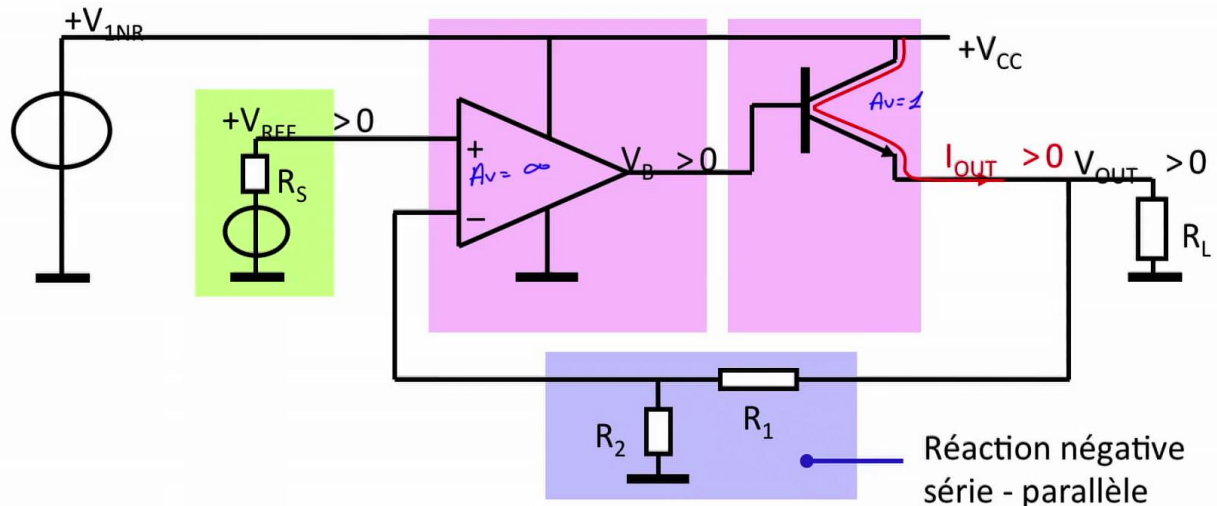 +V1NR
+VCC
+VREF >0
RS
+
Av= ∞
−
VB >0
Av=1
IOUT >0
VOUT >0
RL
R2
R1
Réaction négative
série - parallèle